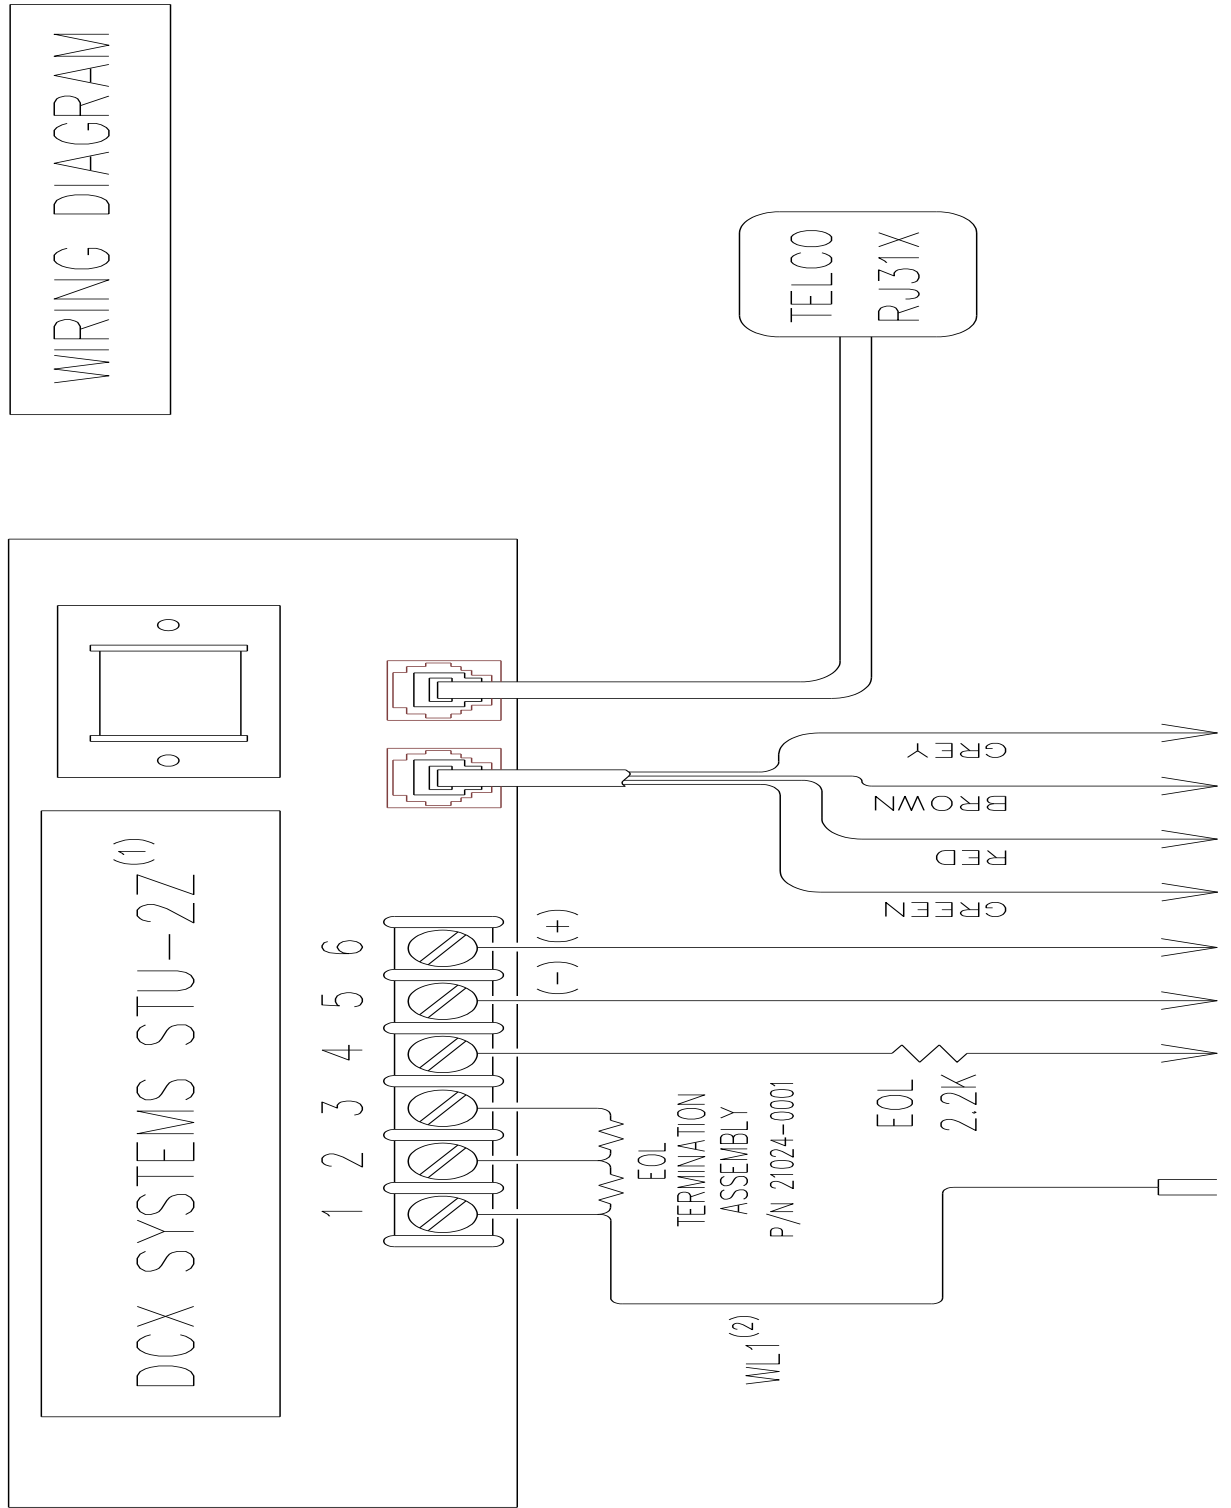 WIRING DIAGRAM
TELCO
RJ31X
DCX SYSTEMS STU-2Z(1)
1 2 3 4 5 6
(-) (+)
GREY
BROWN
RED
GREEN
EOL
TERMINATION
ASSEMBLY
P/N 21024-0001
EOL
2.2K
WL1(2)